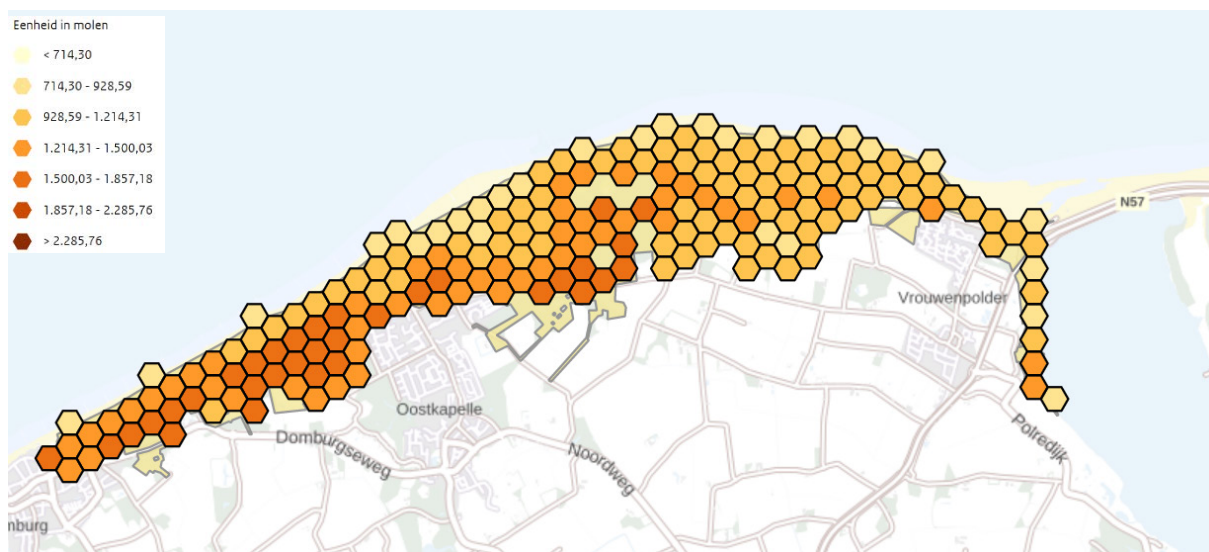 Eenheid in molen
< 714,30
714,30 - 928,59
928,59 - 1.214,31
1.214,31 - 1.500,03
1.500,03 - 1.857,18
1.857,18 - 2.285,76
> 2.285,76
N57
Vrouwenpolder
Oostkapelle
Domburgseweg
Noordweg
Polredijk
mburg